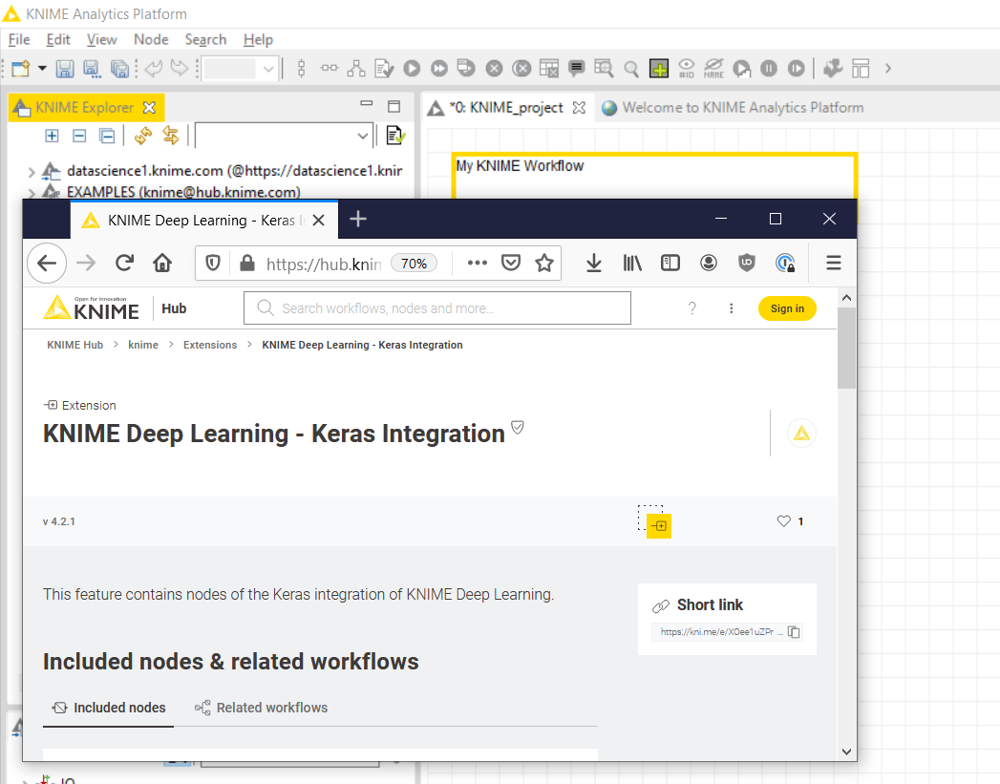 KNIME Analytics Platform
File Edit View Node Search Help
#ID NAME
KNIME Explorer
*0: KNIME_project
Welcome to KNIME Analytics Platform
datascience1.knime.com (@https://datascience1.knir
EXAMPLES (knime@hub.knime.com)
My KNIME Workflow
KNIME Deep Learning - Keras I
https://hub.knim 70%
Open for Innovation
KNIME Hub
Search workflows, nodes and more...
?
Sign in
KNIME Hub > knime > Extensions > KNIME Deep Learning - Keras Integration
Extension
KNIME Deep Learning - Keras Integration
v 4.2.1
1
This feature contains nodes of the Keras integration of KNIME Deep Learning.
Short link
https://kni.me/e/XOee1uZPr ...
Included nodes & related workflows
Included nodes
Related workflows
IO